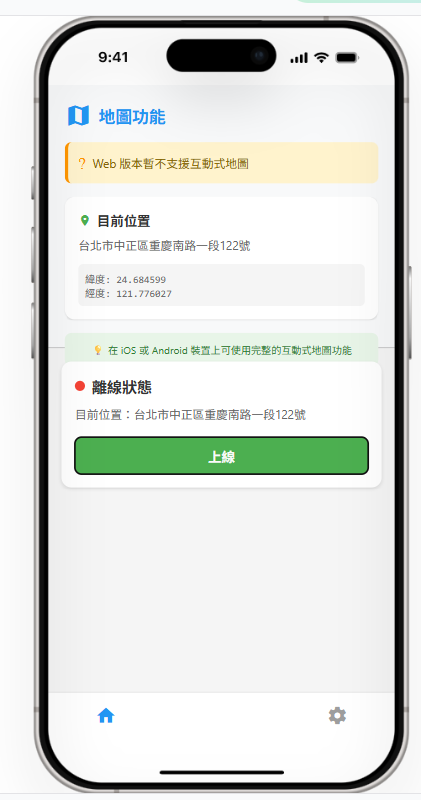 9:41
地圖功能
? Web 版本暫不支援互動式地圖
目前位置
台北市中正區重慶南路一段122號
緯度: 24.684599
經度: 121.776027
在 iOS 或 Android 裝置上可使用完整的互動式地圖功能
離線狀態
目前位置：台北市中正區重慶南路一段122號
上線